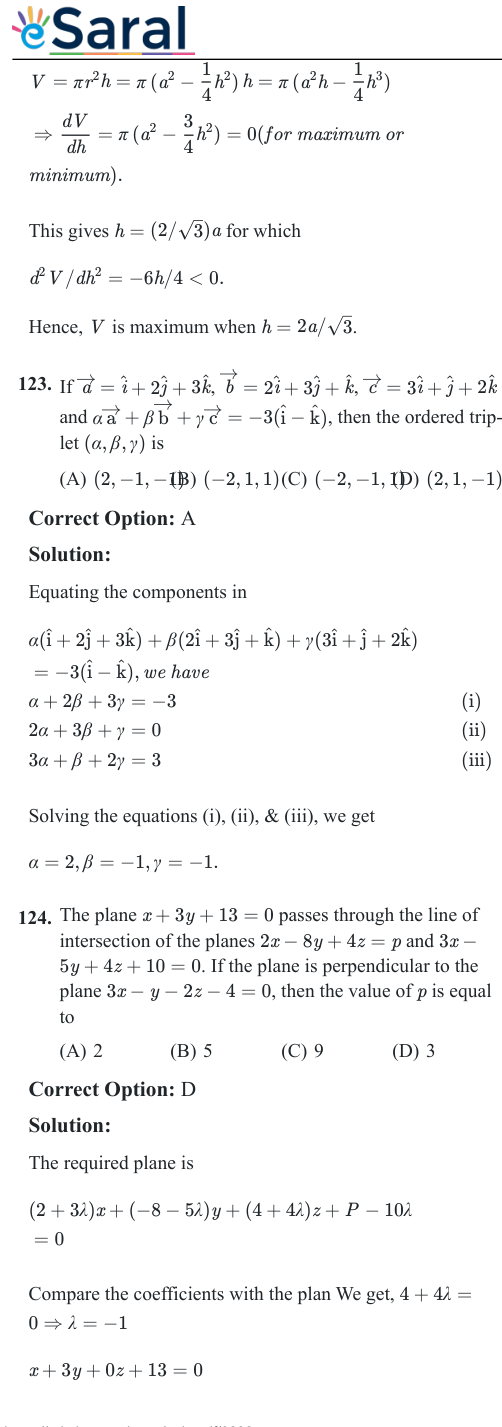 eSaral
V = πr²h = π(a² − 1/4 h²)h = π(a²h − 1/4 h³)
⇒ dV/dh = π(a² − 3/4 h²) = 0(for maximum or
minimum).
This gives h = (2/√3)a for which
d²V/dh² = −6h/4 < 0.
Hence, V is maximum when h = 2a/√3.
123. If a⃗ = î + 2ĵ + 3k̂, b⃗ = 2î + 3ĵ + k̂, c⃗ = 3î + ĵ + 2k̂
and αa⃗ + βb⃗ + γc⃗ = −3(î − k̂), then the ordered trip-
let (α, β, γ) is
(A) (2, −1, −1) (B) (−2, 1, 1) (C) (−2, −1, 1) (D) (2, 1, −1)
Correct Option: A
Solution:
Equating the components in
α(î + 2ĵ + 3k̂) + β(2î + 3ĵ + k̂) + γ(3î + ĵ + 2k̂)
= −3(î − k̂), we have
α + 2β + 3γ = −3 (i)
2α + 3β + γ = 0 (ii)
3α + β + 2γ = 3 (iii)
Solving the equations (i), (ii), & (iii), we get
α = 2, β = −1, γ = −1.
124. The plane x + 3y + 13 = 0 passes through the line of
intersection of the planes 2x − 8y + 4z = p and 3x −
5y + 4z + 10 = 0. If the plane is perpendicular to the
plane 3x − y − 2z − 4 = 0, then the value of p is equal
to
(A) 2 (B) 5 (C) 9 (D) 3
Correct Option: D
Solution:
The required plane is
(2 + 3λ)x + (−8 − 5λ)y + (4 + 4λ)z + P − 10λ
= 0
Compare the coefficients with the plan We get, 4 + 4λ =
0 ⇒ λ = −1
x + 3y + 0z + 13 = 0